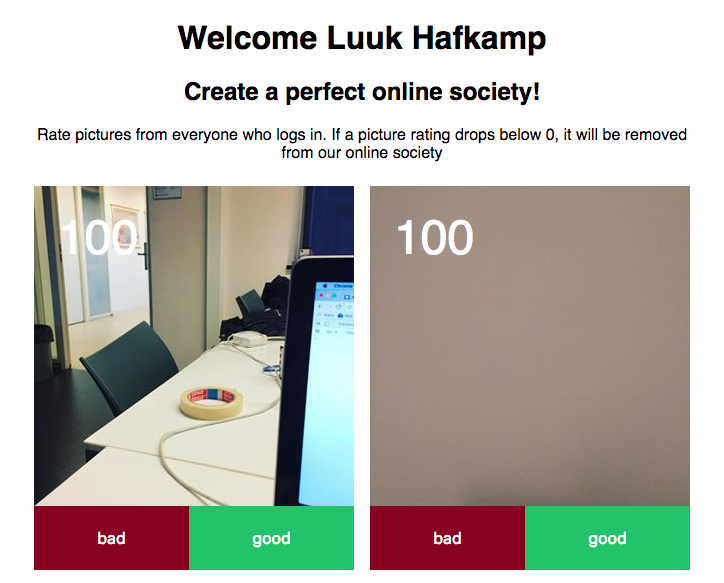 Welcome Luuk Hafkamp
Create a perfect online society!
Rate pictures from everyone who logs in. If a picture rating drops below 0, it will be removed
from our online society
100
100
Chrome
bad
good
bad
good